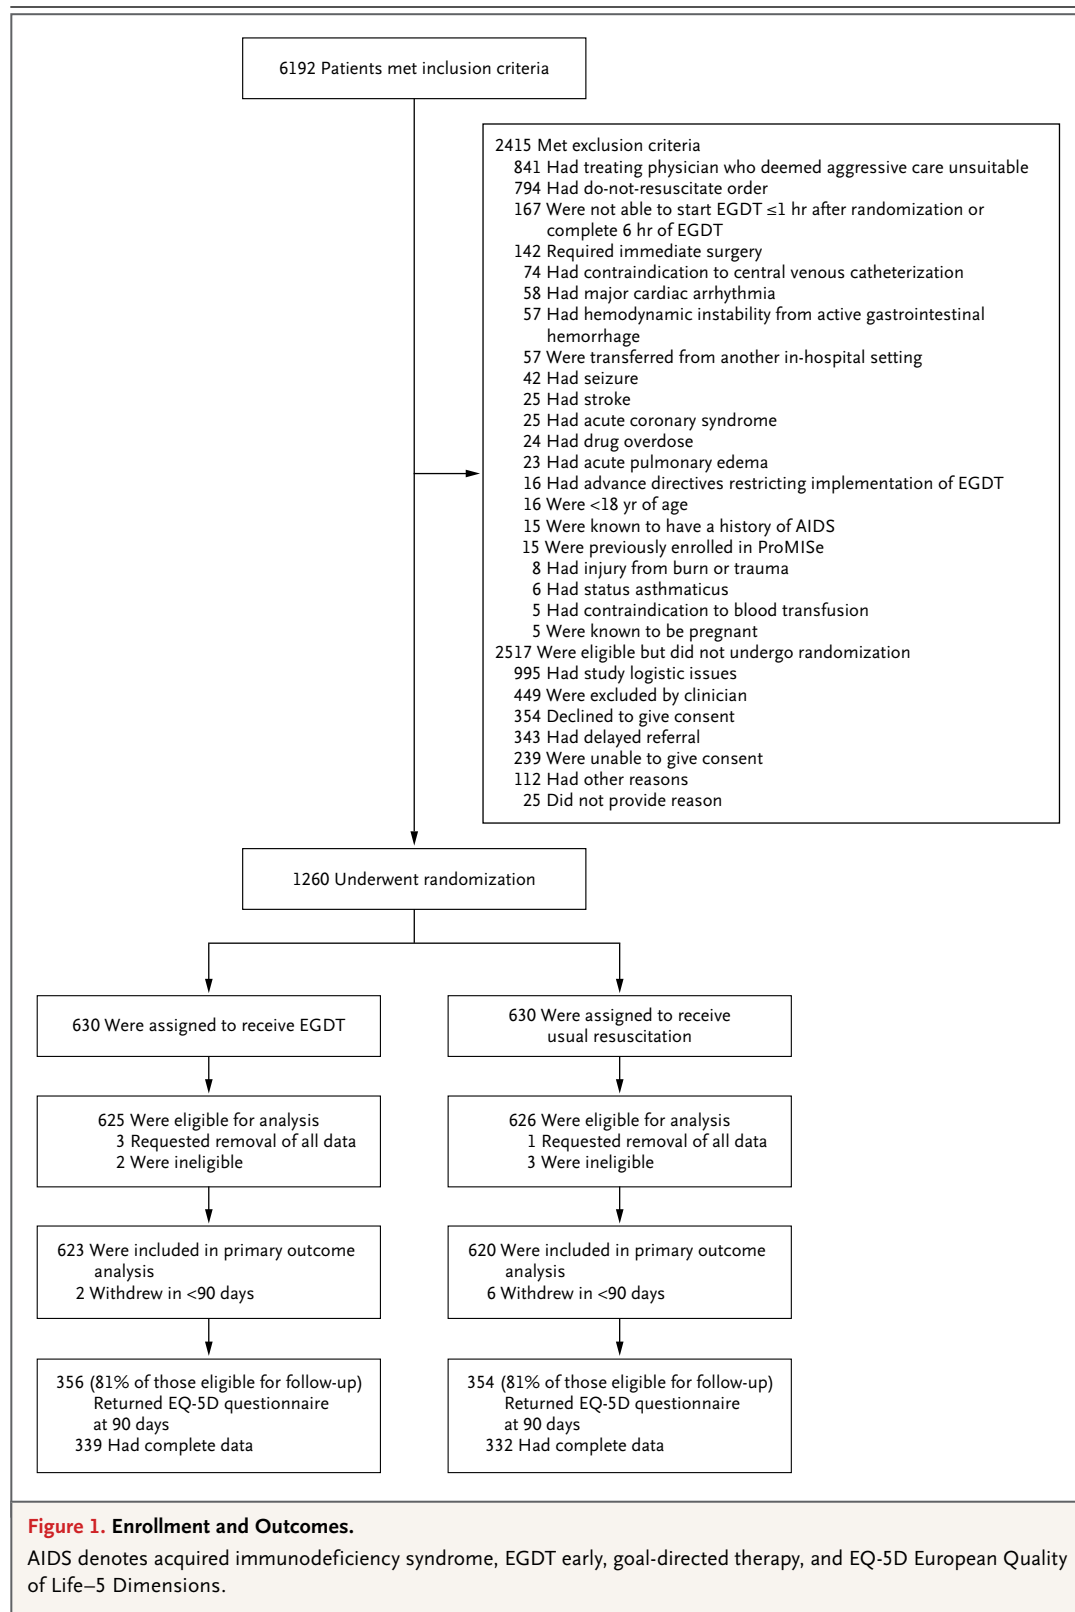 6192 Patients met inclusion criteria
2415 Met exclusion criteria
841 Had treating physician who deemed aggressive care unsuitable
794 Had do-not-resuscitate order
167 Were not able to start EGDT ≤1 hr after randomization or
complete 6 hr of EGDT
142 Required immediate surgery
74 Had contraindication to central venous catheterization
58 Had major cardiac arrhythmia
57 Had hemodynamic instability from active gastrointestinal
hemorrhage
57 Were transferred from another in-hospital setting
42 Had seizure
25 Had stroke
25 Had acute coronary syndrome
24 Had drug overdose
23 Had acute pulmonary edema
16 Had advance directives restricting implementation of EGDT
16 Were <18 yr of age
15 Were known to have a history of AIDS
15 Were previously enrolled in ProMISe
8 Had injury from burn or trauma
6 Had status asthmaticus
5 Had contraindication to blood transfusion
5 Were known to be pregnant
2517 Were eligible but did not undergo randomization
995 Had study logistic issues
449 Were excluded by clinician
354 Declined to give consent
343 Had delayed referral
239 Were unable to give consent
112 Had other reasons
25 Did not provide reason
1260 Underwent randomization
630 Were assigned to receive EGDT
630 Were assigned to receive
usual resuscitation
625 Were eligible for analysis
3 Requested removal of all data
2 Were ineligible
626 Were eligible for analysis
1 Requested removal of all data
3 Were ineligible
623 Were included in primary outcome
analysis
2 Withdrew in <90 days
620 Were included in primary outcome
analysis
6 Withdrew in <90 days
356 (81% of those eligible for follow-up)
Returned EQ-5D questionnaire
at 90 days
339 Had complete data
354 (81% of those eligible for follow-up)
Returned EQ-5D questionnaire
at 90 days
332 Had complete data
Figure 1. Enrollment and Outcomes.
AIDS denotes acquired immunodeficiency syndrome, EGDT early, goal-directed therapy, and EQ-5D European Quality
of Life–5 Dimensions.